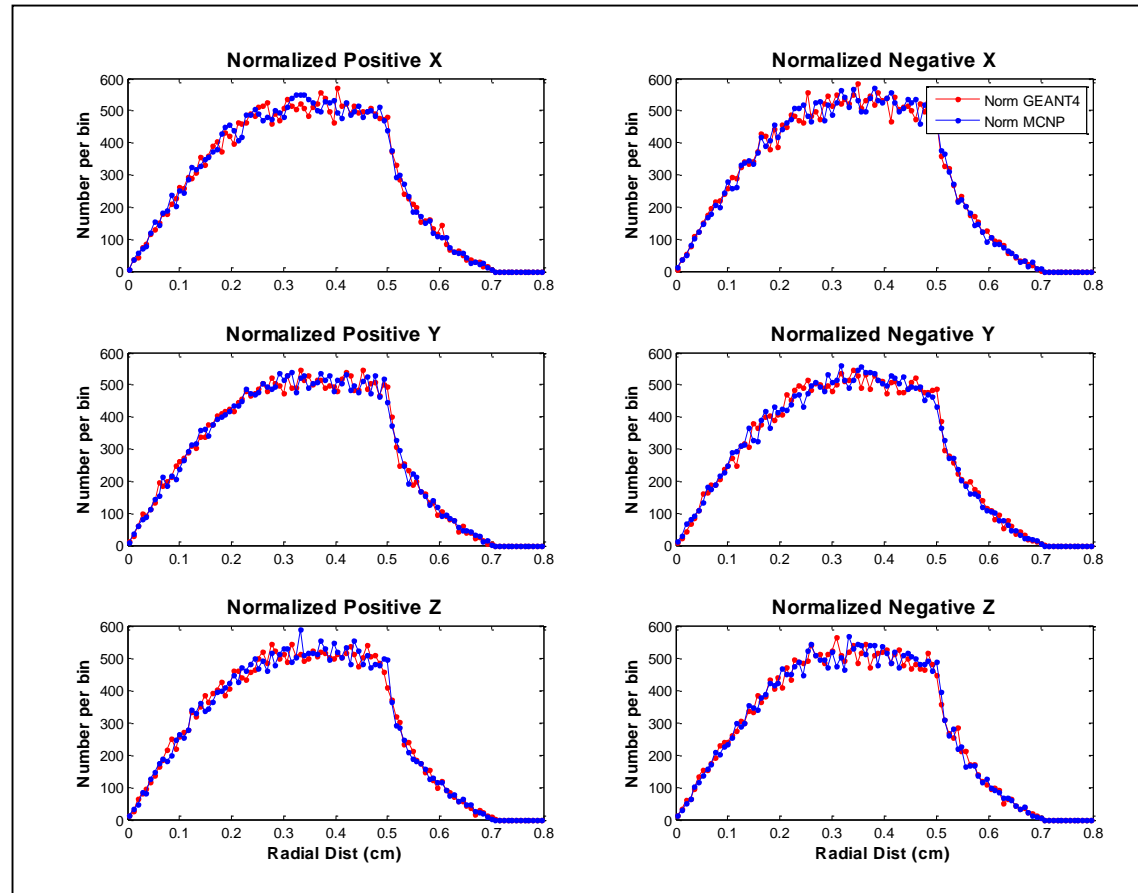 Normalized Positive X
Number per bin
600
500
400
300
200
100
0
0 0.1 0.2 0.3 0.4 0.5 0.6 0.7 0.8
Normalized Negative X
Number per bin
600
500
400
300
200
100
0
0 0.1 0.2 0.3 0.4 0.5 0.6 0.7 0.8
Norm GEANT4
Norm MCNP
Normalized Positive Y
Number per bin
600
500
400
300
200
100
0
0 0.1 0.2 0.3 0.4 0.5 0.6 0.7 0.8
Normalized Negative Y
Number per bin
600
500
400
300
200
100
0
0 0.1 0.2 0.3 0.4 0.5 0.6 0.7 0.8
Normalized Positive Z
Number per bin
600
500
400
300
200
100
0
0 0.1 0.2 0.3 0.4 0.5 0.6 0.7 0.8
Radial Dist (cm)
Normalized Negative Z
Number per bin
600
500
400
300
200
100
0
0 0.1 0.2 0.3 0.4 0.5 0.6 0.7 0.8
Radial Dist (cm)